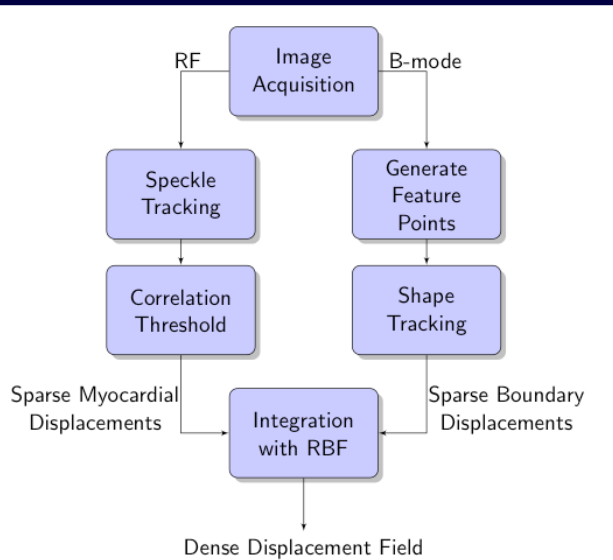 Image
Acquisition
RF
B-mode
Speckle
Tracking
Generate
Feature
Points
Correlation
Threshold
Shape
Tracking
Sparse Myocardial
Displacements
Sparse Boundary
Displacements
Integration
with RBF
Dense Displacement Field